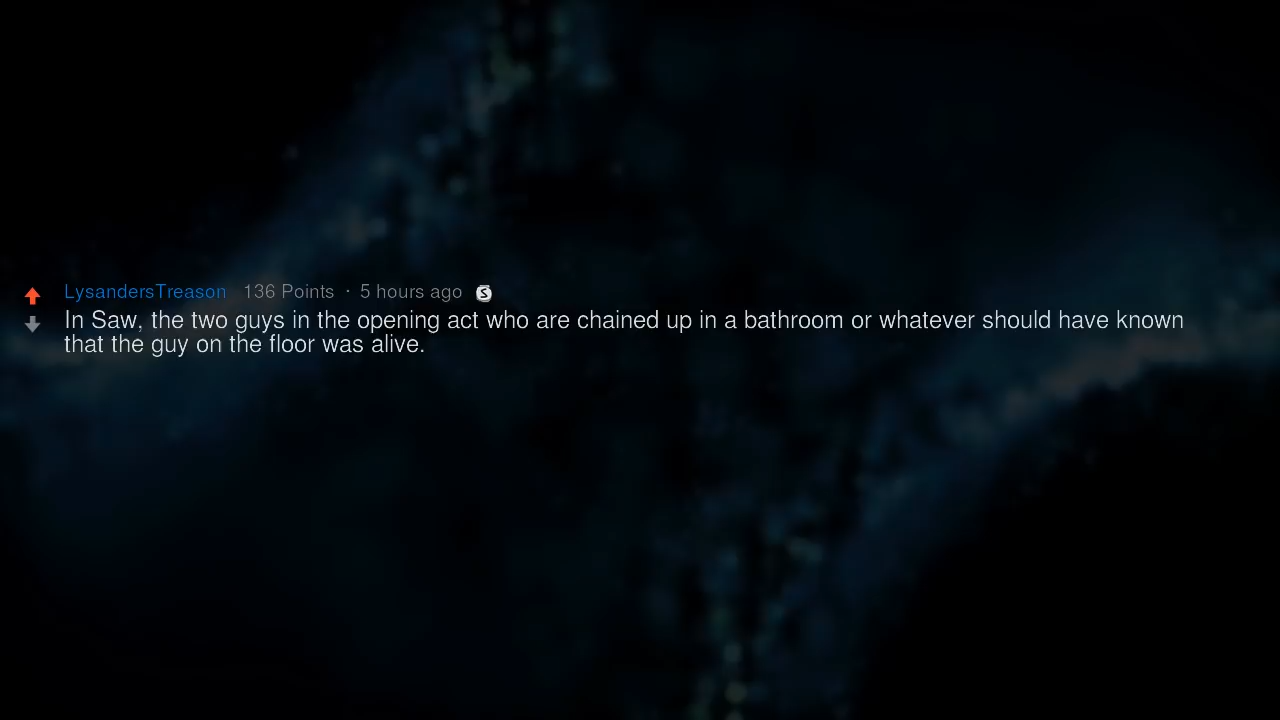 LysandersTreason 136 Points · 5 hours ago S
In Saw, the two guys in the opening act who are chained up in a bathroom or whatever should have known
that the guy on the floor was alive.